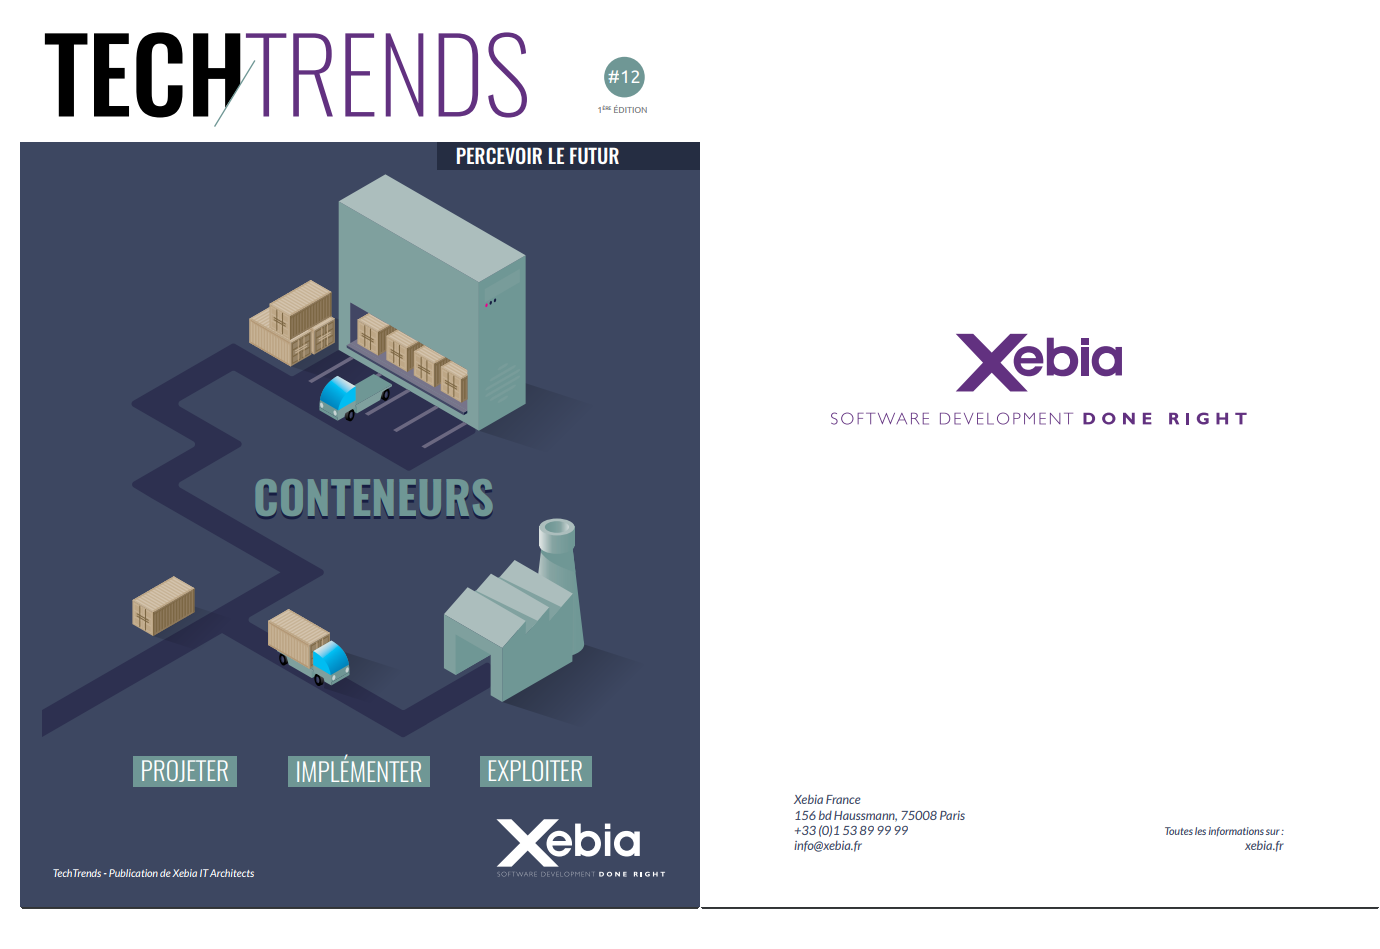 TECHTRENDS
#12
1ÈRE ÉDITION
PERCEVOIR LE FUTUR
CONTENEURS
PROJETER
IMPLÉMENTER
EXPLOITER
Xebia
SOFTWARE DEVELOPMENT DONE RIGHT
TechTrends - Publication de Xebia IT Architects
Xebia
SOFTWARE DEVELOPMENT DONE RIGHT
Xebia France
156 bd Haussmann, 75008 Paris
+33 (0)1 53 89 99 99
info@xebia.fr
Toutes les informations sur :
xebia.fr